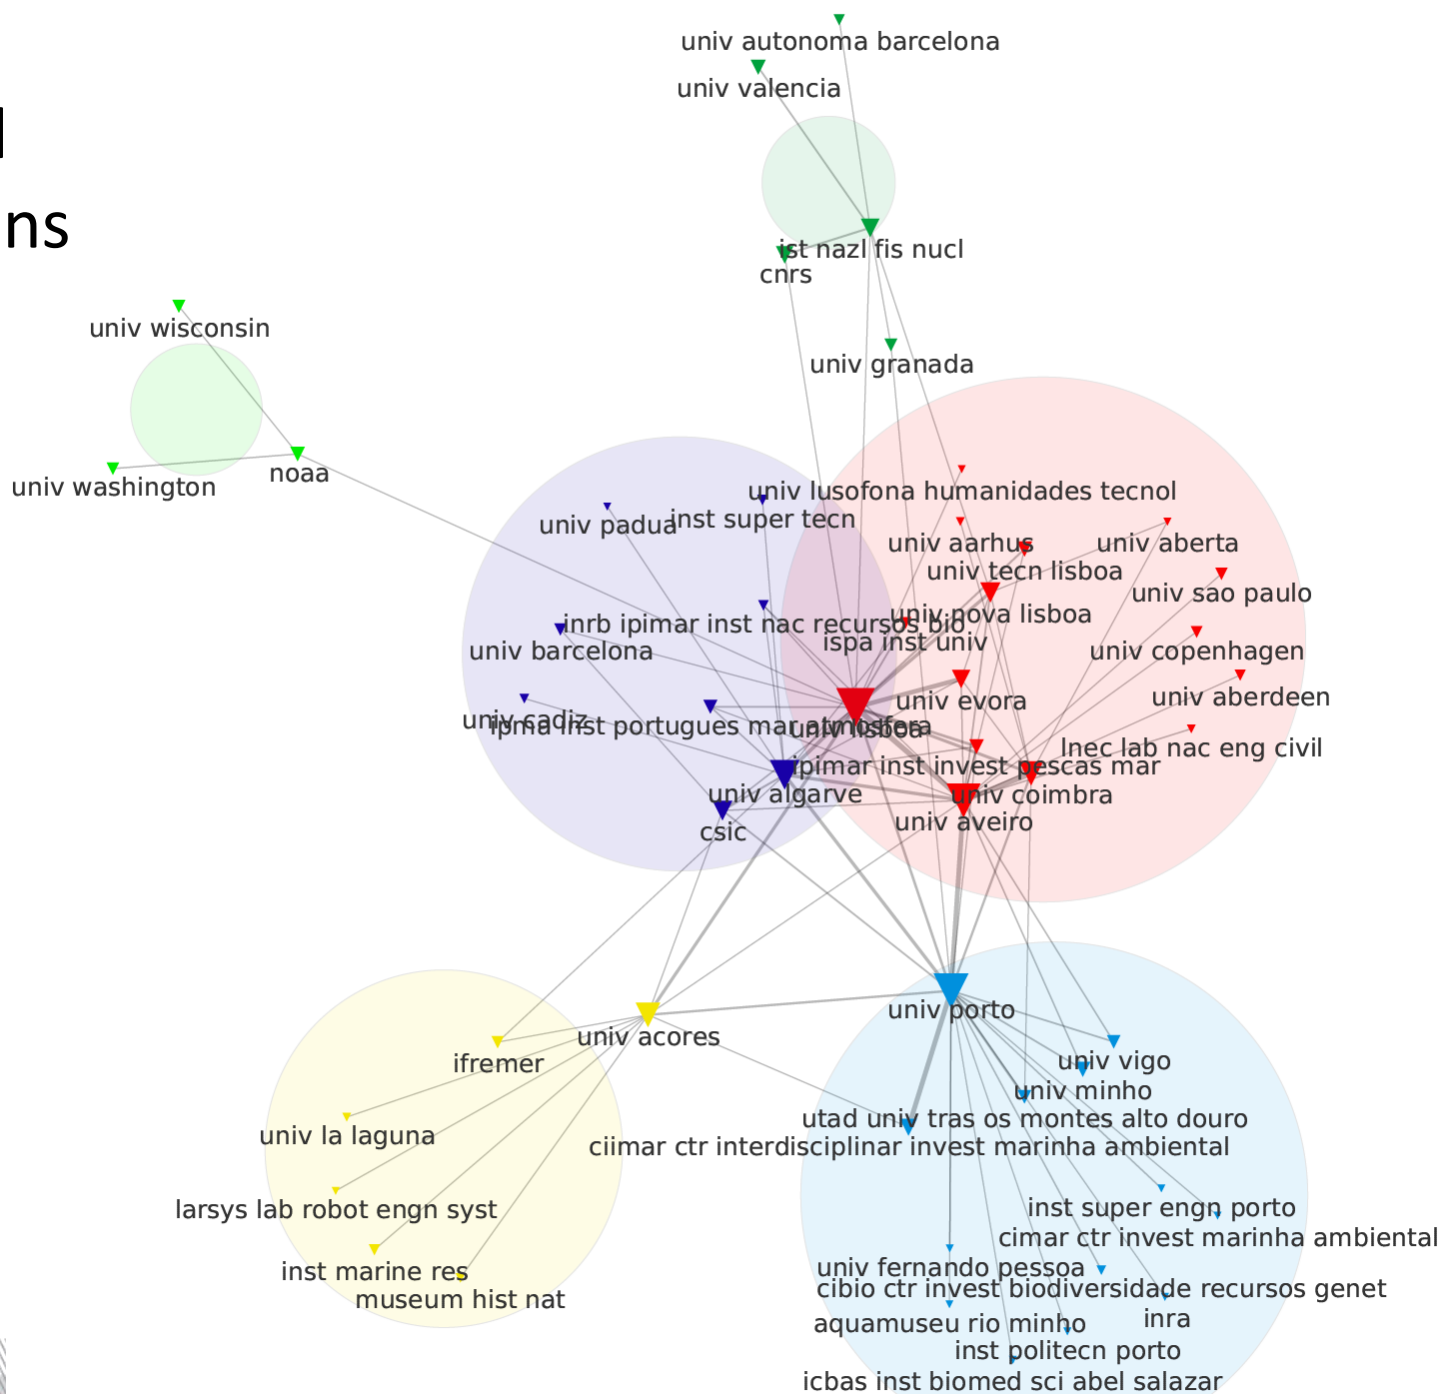 univ autonoma barcelona
univ valencia
ns
ist nazl fis nucl
cnrs
univ wisconsin
univ granada
noaa
univ washington
univ lusofona humanidades tecnol
inst super tecn
univ padua
univ aarhus
univ aberta
univ tecn lisboa
univ sao paulo
univ nova lisboa
inrb ipimar inst nac recursos bio
ispa inst univ
univ barcelona
univ copenhagen
univ aberdeen
univ evora
univ cadiz
ipma inst portugues mar atmosfera
univ lisboa
lnec lab nac eng civil
ipimar inst invest pescas mar
univ algarve
univ coimbra
univ aveiro
csic
univ porto
univ acores
ifremer
univ vigo
univ minho
utad univ tras os montes alto douro
univ la laguna
ciimar ctr interdisciplinar invest marinha ambiental
larsys lab robot engn syst
inst super engn porto
cimar ctr invest marinha ambiental
univ fernando pessoa
inst marine res
cibio ctr invest biodiversidade recursos genet
museum hist nat
inra
aquamuseu rio minho
inst politecn porto
icbas inst biomed sci abel salazar